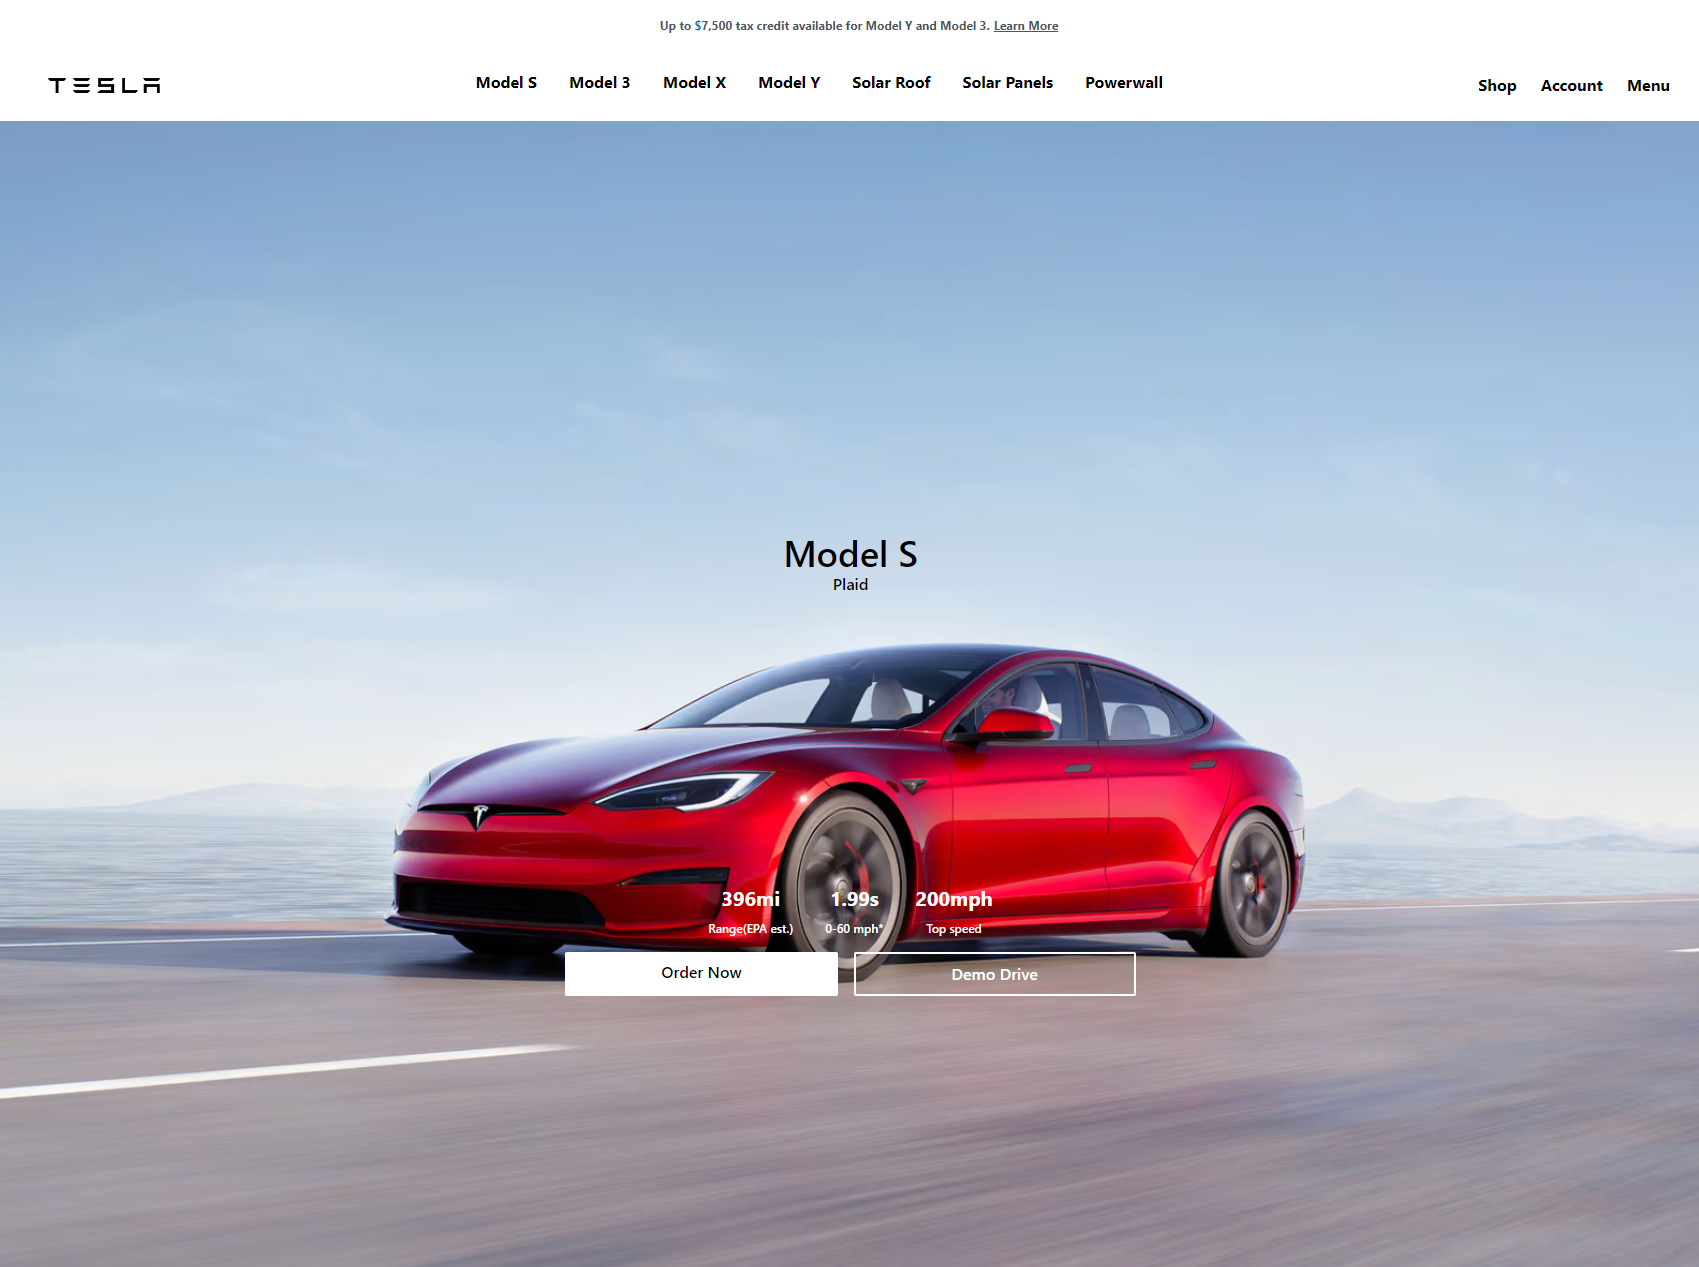 Up to $7,500 tax credit available for Model Y and Model 3. Learn More
TESLA
Model S Model 3 Model X Model Y Solar Roof Solar Panels Powerwall
Shop Account Menu
Model S
Plaid
396mi 1.99s 200mph
Range(EPA est.) 0-60 mph* Top speed
Order Now Demo Drive